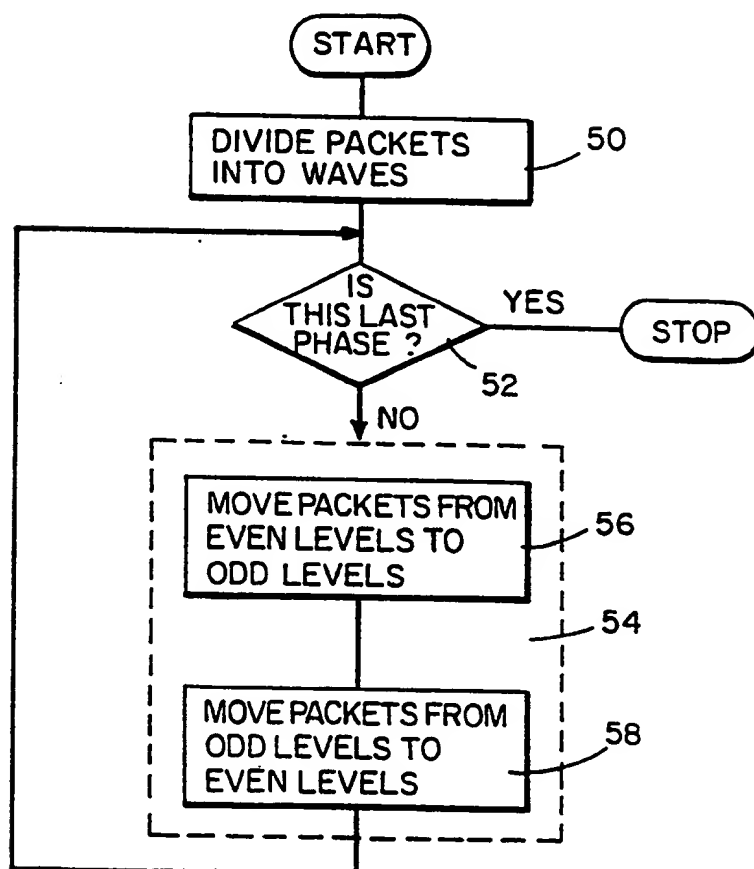 START
DIVIDE PACKETS
INTO WAVES
50
IS
THIS LAST
PHASE ?
YES
STOP
52
NO
MOVE PACKETS FROM
EVEN LEVELS TO
ODD LEVELS
56
54
MOVE PACKETS FROM
ODD LEVELS TO
EVEN LEVELS
58